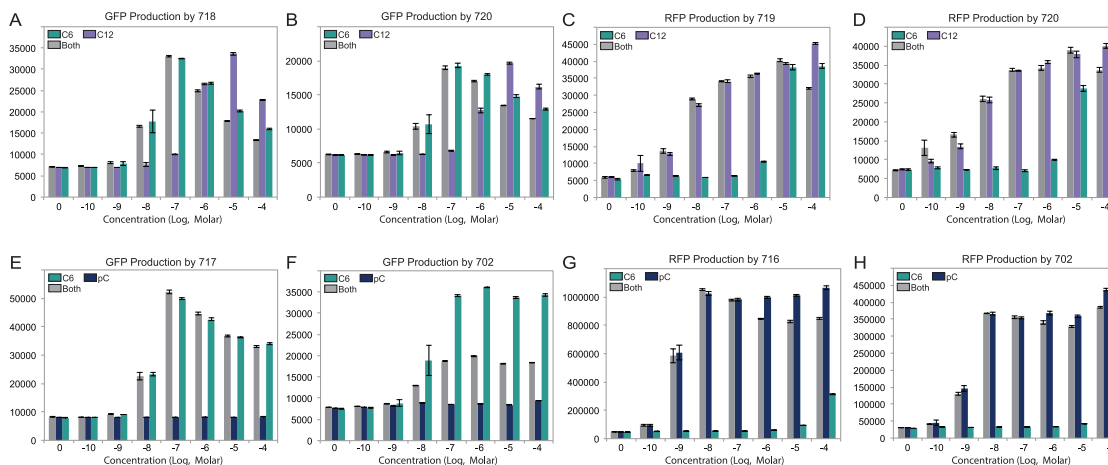 A
GFP Production by 718
C6
C12
Both
35000
30000
25000
20000
15000
10000
5000
0
0 -10 -9 -8 -7 -6 -5 -4
Concentration (Log, Molar)
B
GFP Production by 720
C6
C12
Both
20000
15000
10000
5000
0
0 -10 -9 -8 -7 -6 -5 -4
Concentration (Log, Molar)
C
RFP Production by 719
C6
C12
Both
45000
40000
35000
30000
25000
20000
15000
10000
5000
0
0 -10 -9 -8 -7 -6 -5 -4
Concentration (Log, Molar)
D
RFP Production by 720
C6
C12
Both
40000
35000
30000
25000
20000
15000
10000
5000
0
0 -10 -9 -8 -7 -6 -5 -4
Concentration (Log, Molar)
E
GFP Production by 717
C6
pC
Both
50000
40000
30000
20000
10000
0
0 -10 -9 -8 -7 -6 -5 -4
Concentration (Log, Molar)
F
GFP Production by 702
C6
pC
Both
35000
30000
25000
20000
15000
10000
5000
0
0 -10 -9 -8 -7 -6 -5 -4
Concentration (Log, Molar)
G
RFP Production by 716
C6
pC
Both
1000000
800000
600000
400000
200000
0
0 -10 -9 -8 -7 -6 -5 -4
Concentration (Log, Molar)
H
RFP Production by 702
C6
pC
Both
450000
400000
350000
300000
250000
200000
150000
100000
50000
0
0 -10 -9 -8 -7 -6 -5 -4
Concentration (Log, Molar)